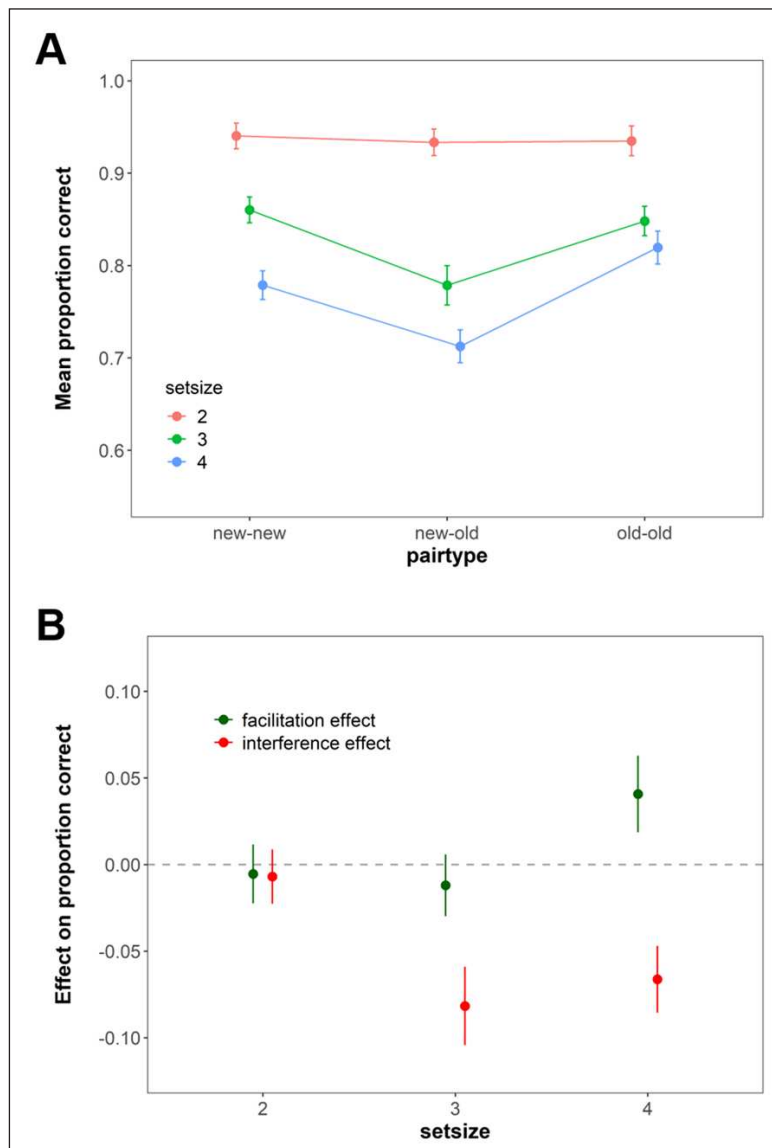 A
1.0
0.9
0.8
0.7
0.6
Mean proportion correct
setsize
2
3
4
new-new new-old old-old
pairtype
B
0.10
0.05
0.00
-0.05
-0.10
Effect on proportion correct
facilitation effect
interference effect
2 3 4
setsize